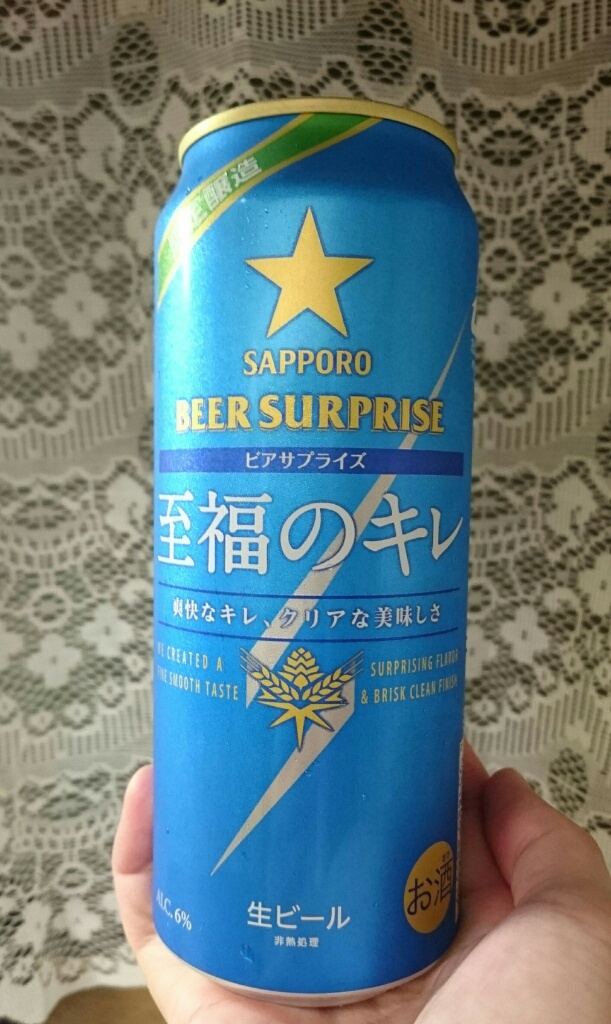 醸造
SAPPORO
BEER SURPRISE
ビアサプライズ
至福のキレ
爽快なキレ、クリアな美味しさ
CREATED A
SMOOTH TASTE
SURPRISING FLAVOR
& BRISK CLEAN FINISH
ALC. 6%
生ビール
非熱処理
お酒